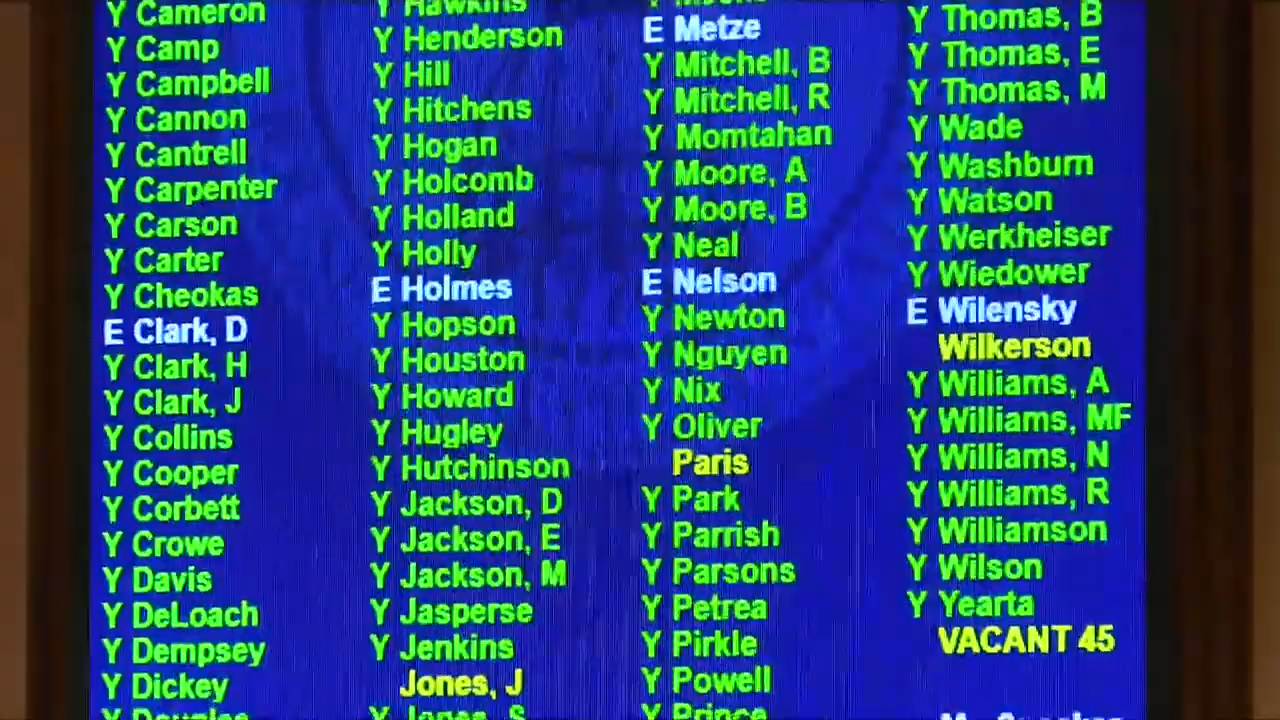 Y Cameron
Y Camp
Y Campbell
Y Cannon
Y Cantrell
Y Carpenter
Y Carson
Y Carter
Y Cheokas
E Clark, D
Y Clark, H
Y Clark, J
Y Collins
Y Cooper
Y Corbett
Y Crowe
Y Davis
Y DeLoach
Y Dempsey
Y Dickey
Y Hawkins
Y Henderson
Y Hill
Y Hitchens
Y Hogan
Y Holcomb
Y Holland
Y Holly
E Holmes
Y Hopson
Y Houston
Y Howard
Y Hugley
Y Hutchinson
Y Jackson, D
Y Jackson, E
Y Jackson, M
Y Jasperse
Y Jenkins
Jones, J
Y Jones, S
E Metze
Y Mitchell, B
Y Mitchell, R
Y Momtahan
Y Moore, A
Y Moore, B
Y Neal
E Nelson
Y Newton
Y Nguyen
Y Nix
Y Oliver
Paris
Y Park
Y Parrish
Y Parsons
Y Petrea
Y Pirkle
Y Powell
Y Prince
Y Thomas, B
Y Thomas, E
Y Thomas, M
Y Wade
Y Washburn
Y Watson
Y Werkheiser
Y Wiedower
E Wilensky
Wilkerson
Y Williams, A
Y Williams, MF
Y Williams, N
Y Williams, R
Y Williamson
Y Wilson
Y Yearta
VACANT 45